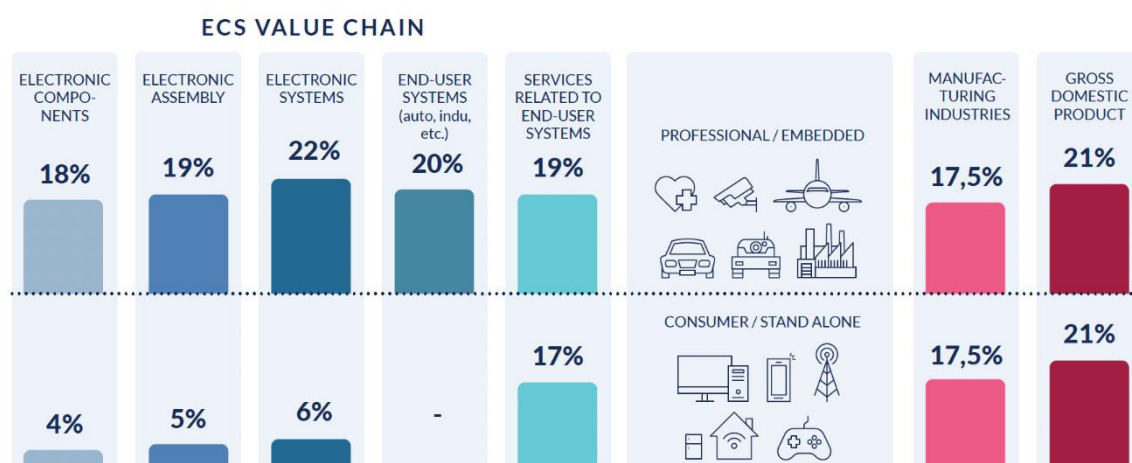 ECS VALUE CHAIN
ELECTRONIC
COMPO-
NENTS
ELECTRONIC
ASSEMBLY
ELECTRONIC
SYSTEMS
END-USER
SYSTEMS
(auto, indu,
etc.)
SERVICES
RELATED TO
END-USER
SYSTEMS
PROFESSIONAL / EMBEDDED
MANUFAC-
TURING
INDUSTRIES
GROSS
DOMESTIC
PRODUCT
18%
19%
22%
20%
19%
17,5%
21%
CONSUMER / STAND ALONE
4%
5%
6%
-
17%
17,5%
21%